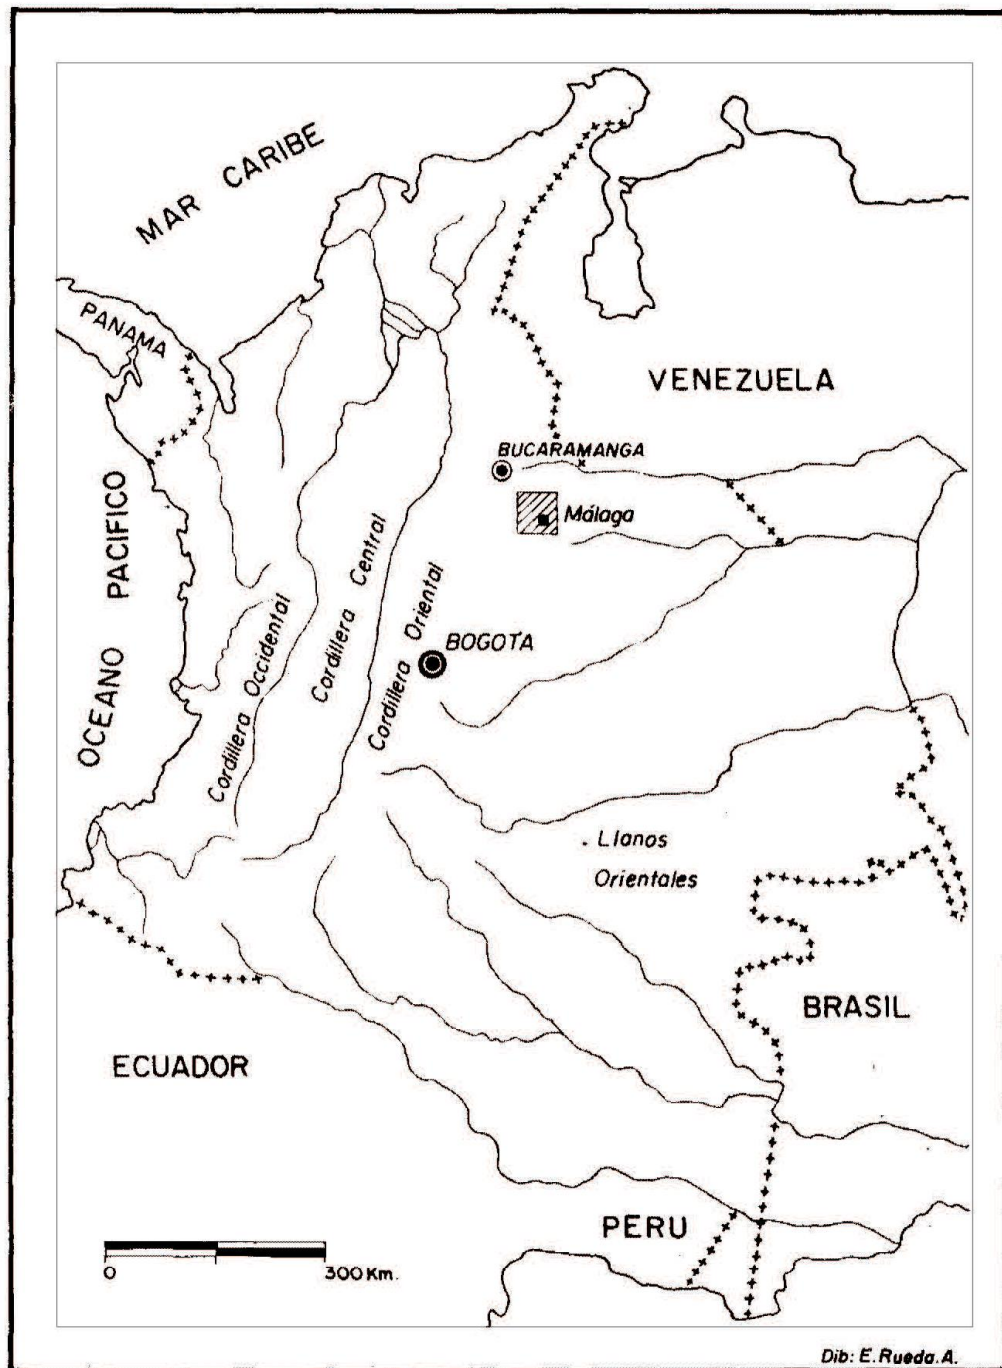 MAR CARIBE
PANAMA
VENEZUELA
BUCARAMANGA
Málaga
OCEANO PACIFICO
Cordillera Occidental
Cordillera Central
Cordillera Oriental
BOGOTA
Llanos
Orientales
BRASIL
ECUADOR
PERU
0 300 Km.
Dib: E. Rueda. A.